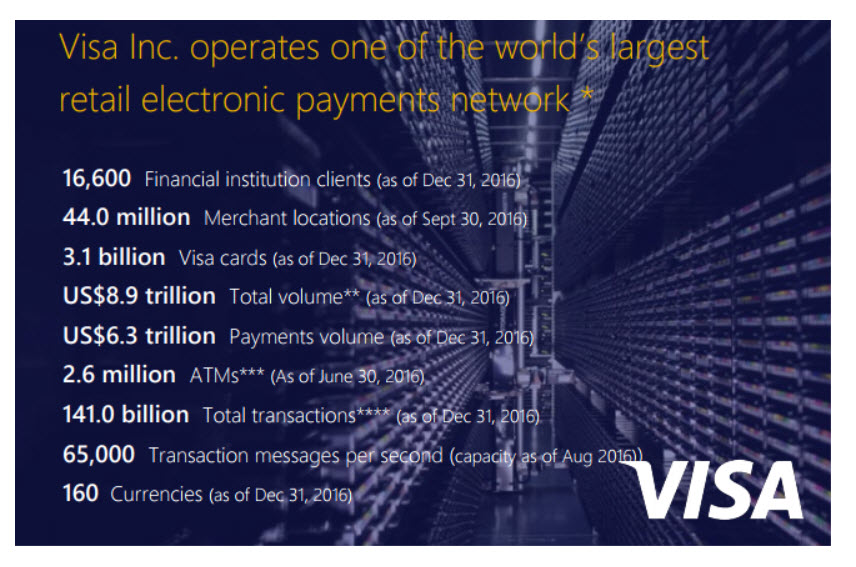 Visa Inc. operates one of the world's largest
retail electronic payments network *
16,600 Financial institution clients (as of Dec 31, 2016)
44.0 million Merchant locations (as of Sept 30, 2016)
3.1 billion Visa cards (as of Dec 31, 2016)
US$8.9 trillion Total volume** (as of Dec 31, 2016)
US$6.3 trillion Payments volume (as of Dec 31, 2016)
2.6 million ATMs*** (As of June 30, 2016)
141.0 billion Total transactions**** (as of Dec 31, 2016)
65,000 Transaction messages per second (capacity as of Aug 2016))
160 Currencies (as of Dec 31, 2016)
VISA